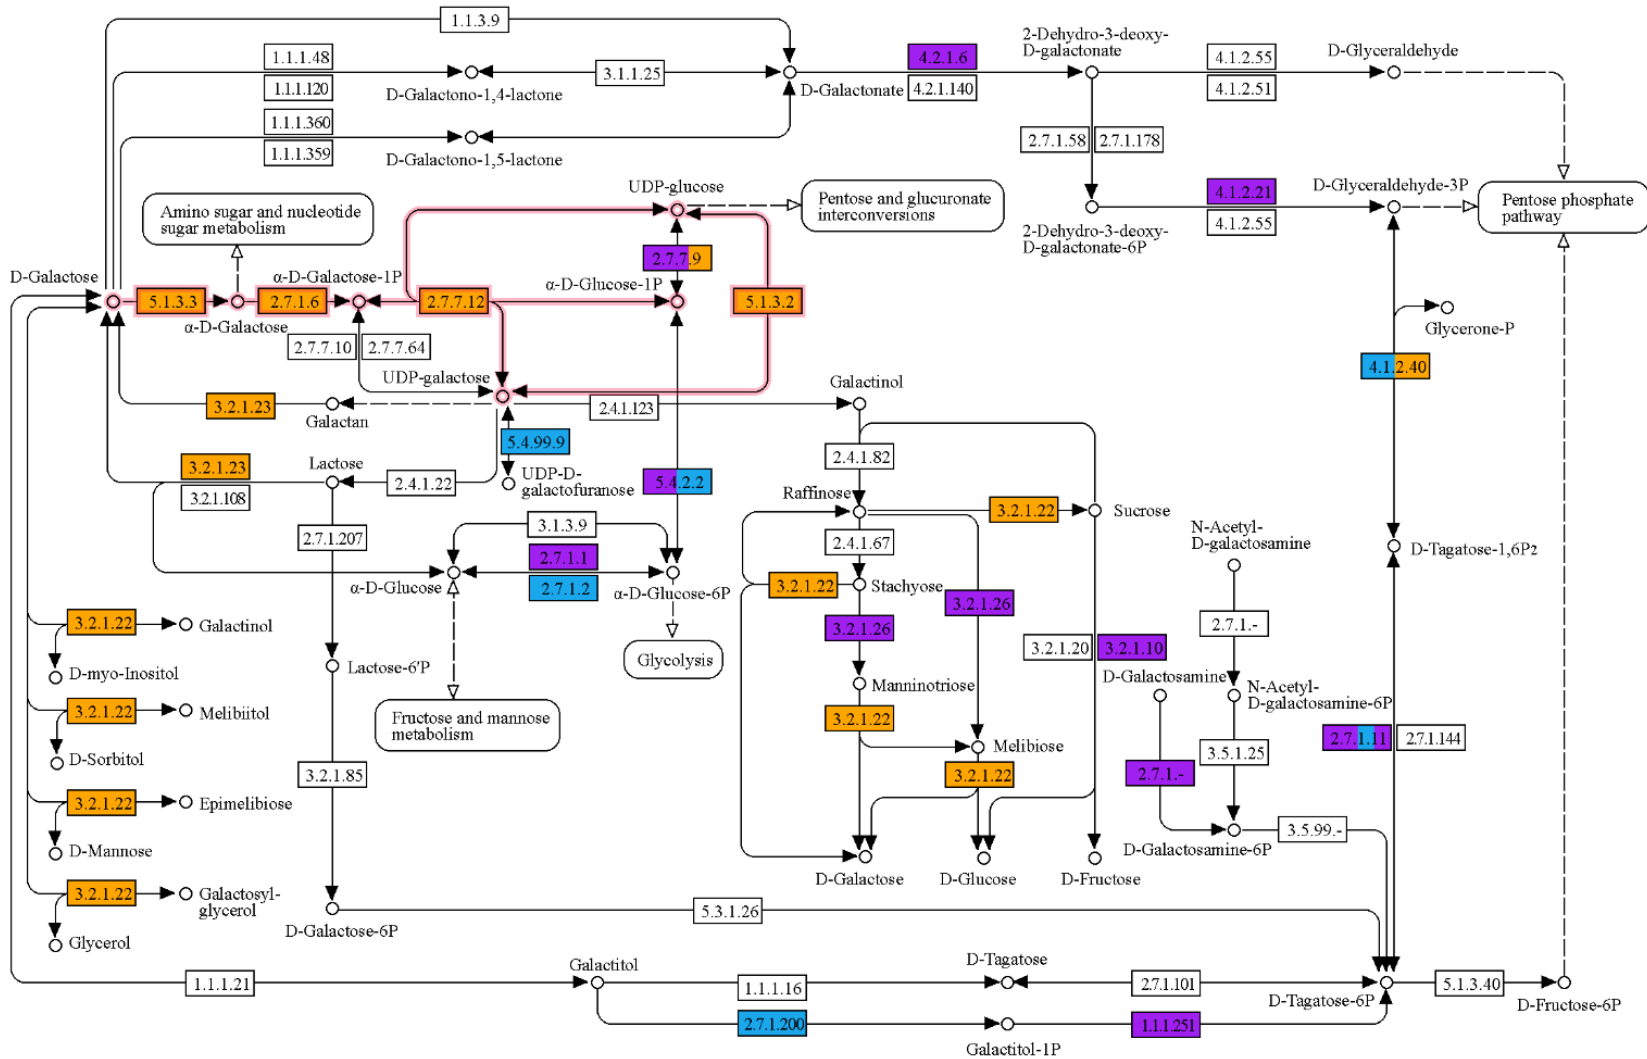 1.1.3.9
1.1.1.48
1.1.1.120
D-Galactono-1,4-lactone
3.1.1.25
D-Galactonate
4.2.1.6
4.2.1.140
2-Dehydro-3-deoxy-
D-galactonate
4.1.2.55
4.1.2.51
D-Glyceraldehyde
1.1.1.360
1.1.1.359
D-Galactono-1,5-lactone
2.7.1.58
2.7.1.178
Amino sugar and nucleotide
sugar metabolism
UDP-glucose
Pentose and glucuronate
interconversions
4.1.2.21
4.1.2.55
2-Dehydro-3-deoxy-
D-galactonate-6P
D-Glyceraldehyde-3P
Pentose phosphate
pathway
D-Galactose
5.1.3.3
α-D-Galactose
2.7.1.6
α-D-Galactose-1P
2.7.7.12
α-D-Glucose-1P
2.7.7.9
5.1.3.2
Glycerone-P
2.7.7.10
2.7.7.64
UDP-galactose
4.1.2.40
3.2.1.23
Galactan
2.4.1.123
Galactinol
5.4.99.9
UDP-D-
galactofuranose
3.2.1.23
3.2.1.108
Lactose
2.4.1.22
5.4.2.2
2.4.1.82
Raffinose
3.2.1.22
Sucrose
2.7.1.207
3.1.3.9
2.7.1.1
2.7.1.2
α-D-Glucose
α-D-Glucose-6P
2.4.1.67
3.2.1.22
Stachyose
3.2.1.26
3.2.1.26
N-Acetyl-
D-galactosamine
D-Tagatose-1,6P2
2.7.1.-
3.2.1.22
Galactinol
D-myo-Inositol
Lactose-6'P
Glycolysis
3.2.1.20
3.2.1.10
D-Galactosamine
N-Acetyl-
D-galactosamine-6P
Manninotriose
3.2.1.22
Melibiitol
D-Sorbitol
Fructose and mannose
metabolism
3.2.1.22
Melibiose
3.2.1.22
2.7.1.11
2.7.1.144
3.5.1.25
2.7.1.-
3.2.1.85
3.2.1.22
Epimelibiose
D-Mannose
D-Galactosamine-6P
3.5.99.-
D-Galactose
D-Glucose
D-Fructose
3.2.1.22
Galactosyl-
glycerol
Glycerol
D-Galactose-6P
5.3.1.26
1.1.1.21
Galactitol
1.1.1.16
D-Tagatose
2.7.1.101
D-Tagatose-6P
5.1.3.40
D-Fructose-6P
2.7.1.200
Galactitol-1P
1.1.1.251